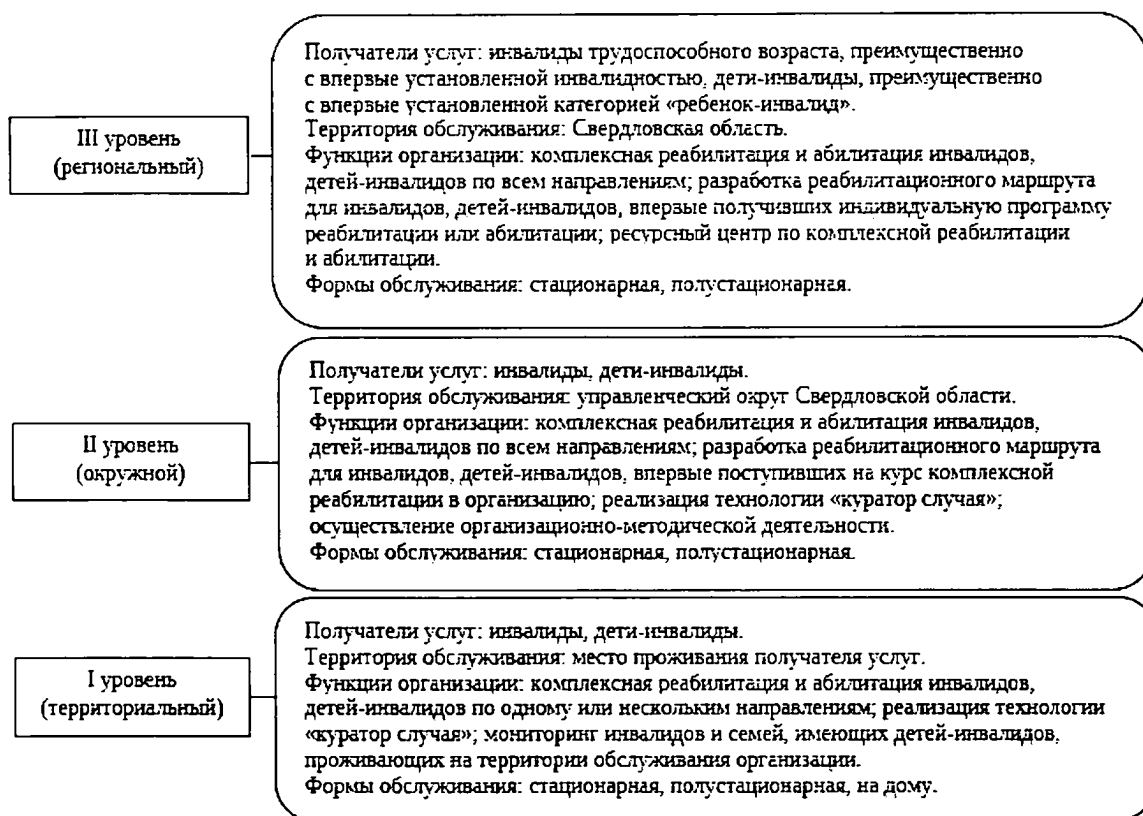 III уровень
(региональный)
Получатели услуг: инвалиды трудоспособного возраста, преимущественно
с впервые установленной инвалидностью, дети-инвалиды, преимущественно
с впервые установленной категорией «ребенок-инвалид».
Территория обслуживания: Свердловская область.
Функции организации: комплексная реабилитация и абилитация инвалидов,
детей-инвалидов по всем направлениям; разработка реабилитационного маршрута
для инвалидов, детей-инвалидов, впервые получивших индивидуальную программу
реабилитации или абилитации; ресурсный центр по комплексной реабилитации
и абилитации.
Формы обслуживания: стационарная, полустационарная.
II уровень
(окружной)
Получатели услуг: инвалиды, дети-инвалиды.
Территория обслуживания: управленческий округ Свердловской области.
Функции организации: комплексная реабилитация и абилитация инвалидов,
детей-инвалидов по всем направлениям; разработка реабилитационного маршрута
для инвалидов, детей-инвалидов, впервые поступивших на курс комплексной
реабилитации в организацию; реализация технологии «куратор случая»;
осуществление организационно-методической деятельности.
Формы обслуживания: стационарная, полустационарная.
I уровень
(территориальный)
Получатели услуг: инвалиды, дети-инвалиды.
Территория обслуживания: место проживания получателя услуг.
Функции организации: комплексная реабилитация и абилитация инвалидов,
детей-инвалидов по одному или нескольким направлениям; реализация технологии
«куратор случая»; мониторинг инвалидов и семей, имеющих детей-инвалидов,
проживающих на территории обслуживания организации.
Формы обслуживания: стационарная, полустационарная, на дому.